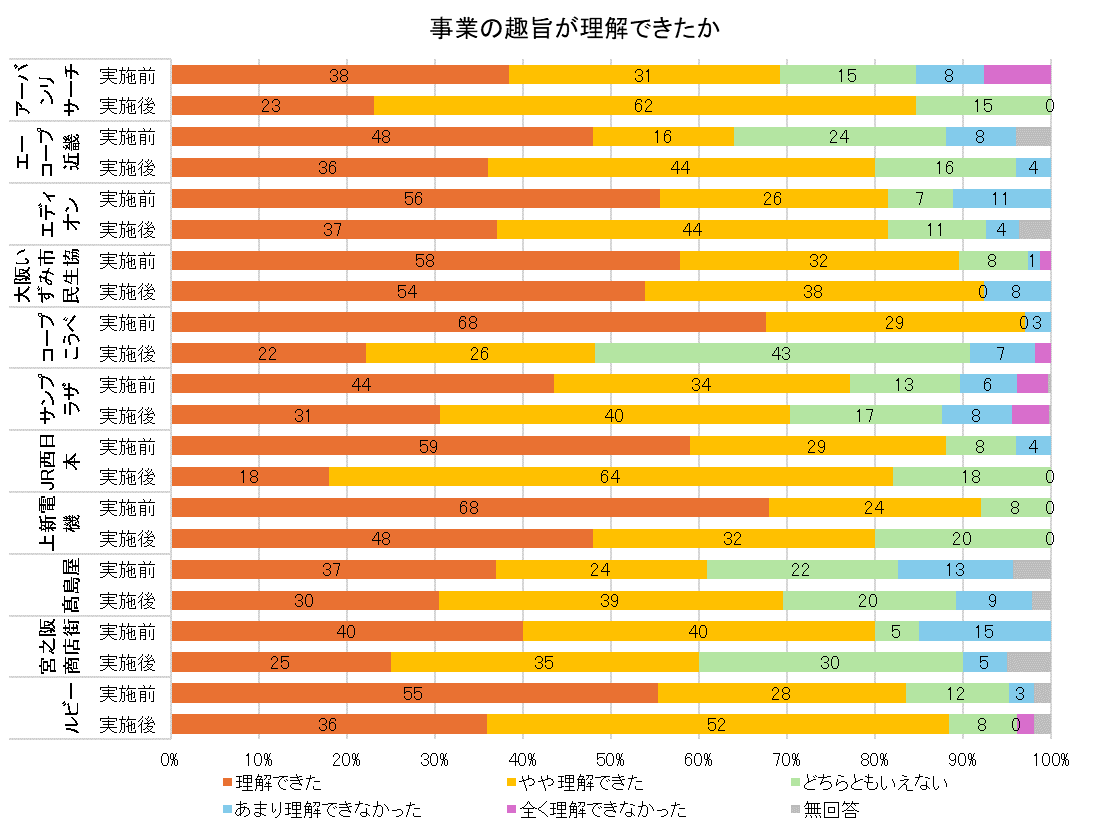 事業の趣旨が理解できたか
アーバンリサーチ
実施前 38 31 15 8
実施後 23 62 15 0
エーコープ近畿
実施前 48 16 24 8
実施後 36 44 16 4
エディオン
実施前 56 26 7 11
実施後 37 44 11 4
大阪いずみ市民生協
実施前 58 32 8 1
実施後 54 38 0 8
コープこうべ
実施前 68 29 0 3
実施後 22 26 43 7
サンプラザ
実施前 44 34 13 6
実施後 31 40 17 8
JR西日本
実施前 59 29 8 4
実施後 18 64 18 0
上新電機
実施前 68 24 8 0
実施後 48 32 20 0
髙島屋
実施前 37 24 22 13
実施後 30 39 20 9
宮之阪商店街
実施前 40 40 5 15
実施後 25 35 30 5
ルビー
実施前 55 28 12 3
実施後 36 52 8 0
0% 10% 20% 30% 40% 50% 60% 70% 80% 90% 100%
理解できた やや理解できた どちらともいえない
あまり理解できなかった 全く理解できなかった 無回答